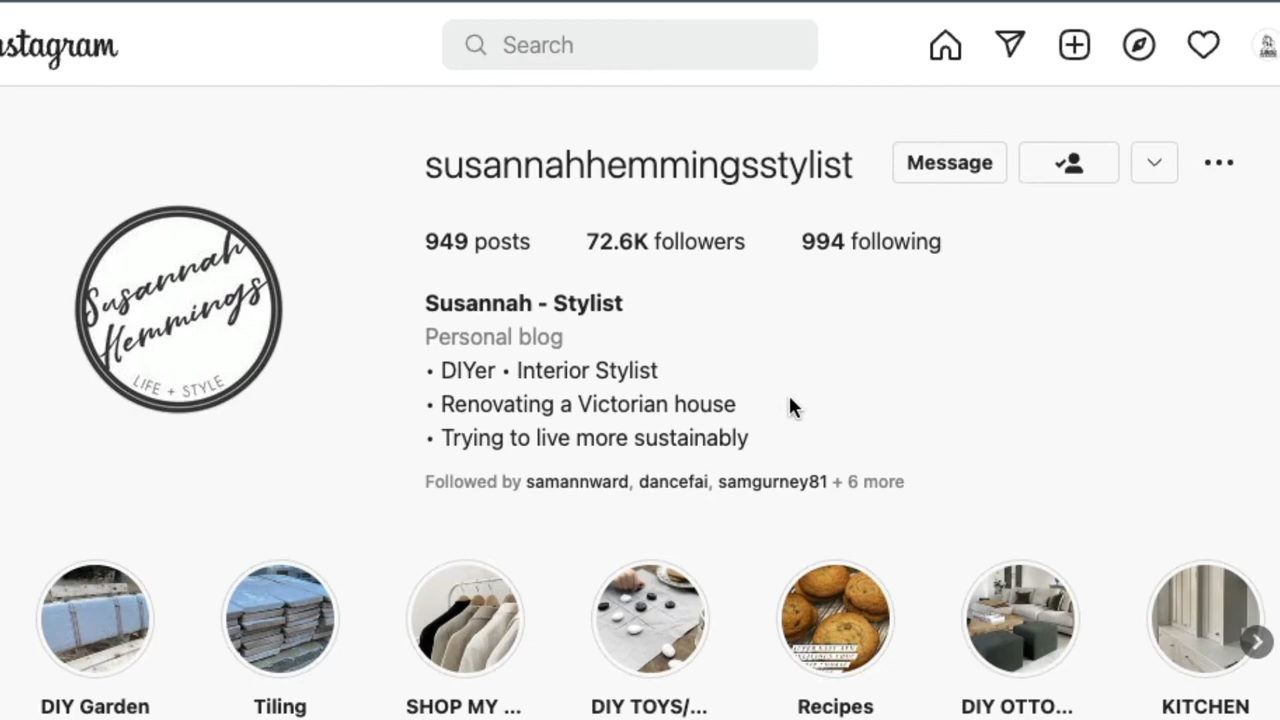 nstagram
Search
susannahhemmingsstylist Message
949 posts 72.6K followers 994 following
Susannah - Stylist
Personal blog
• DIYer • Interior Stylist
• Renovating a Victorian house
• Trying to live more sustainably
Followed by samannward, dancefai, samgurney81 + 6 more
Susannah
Hemmings
LIFE + STYLE
DIY Garden Tiling SHOP MY ... DIY TOYS/... Recipes DIY OTTO... KITCHEN